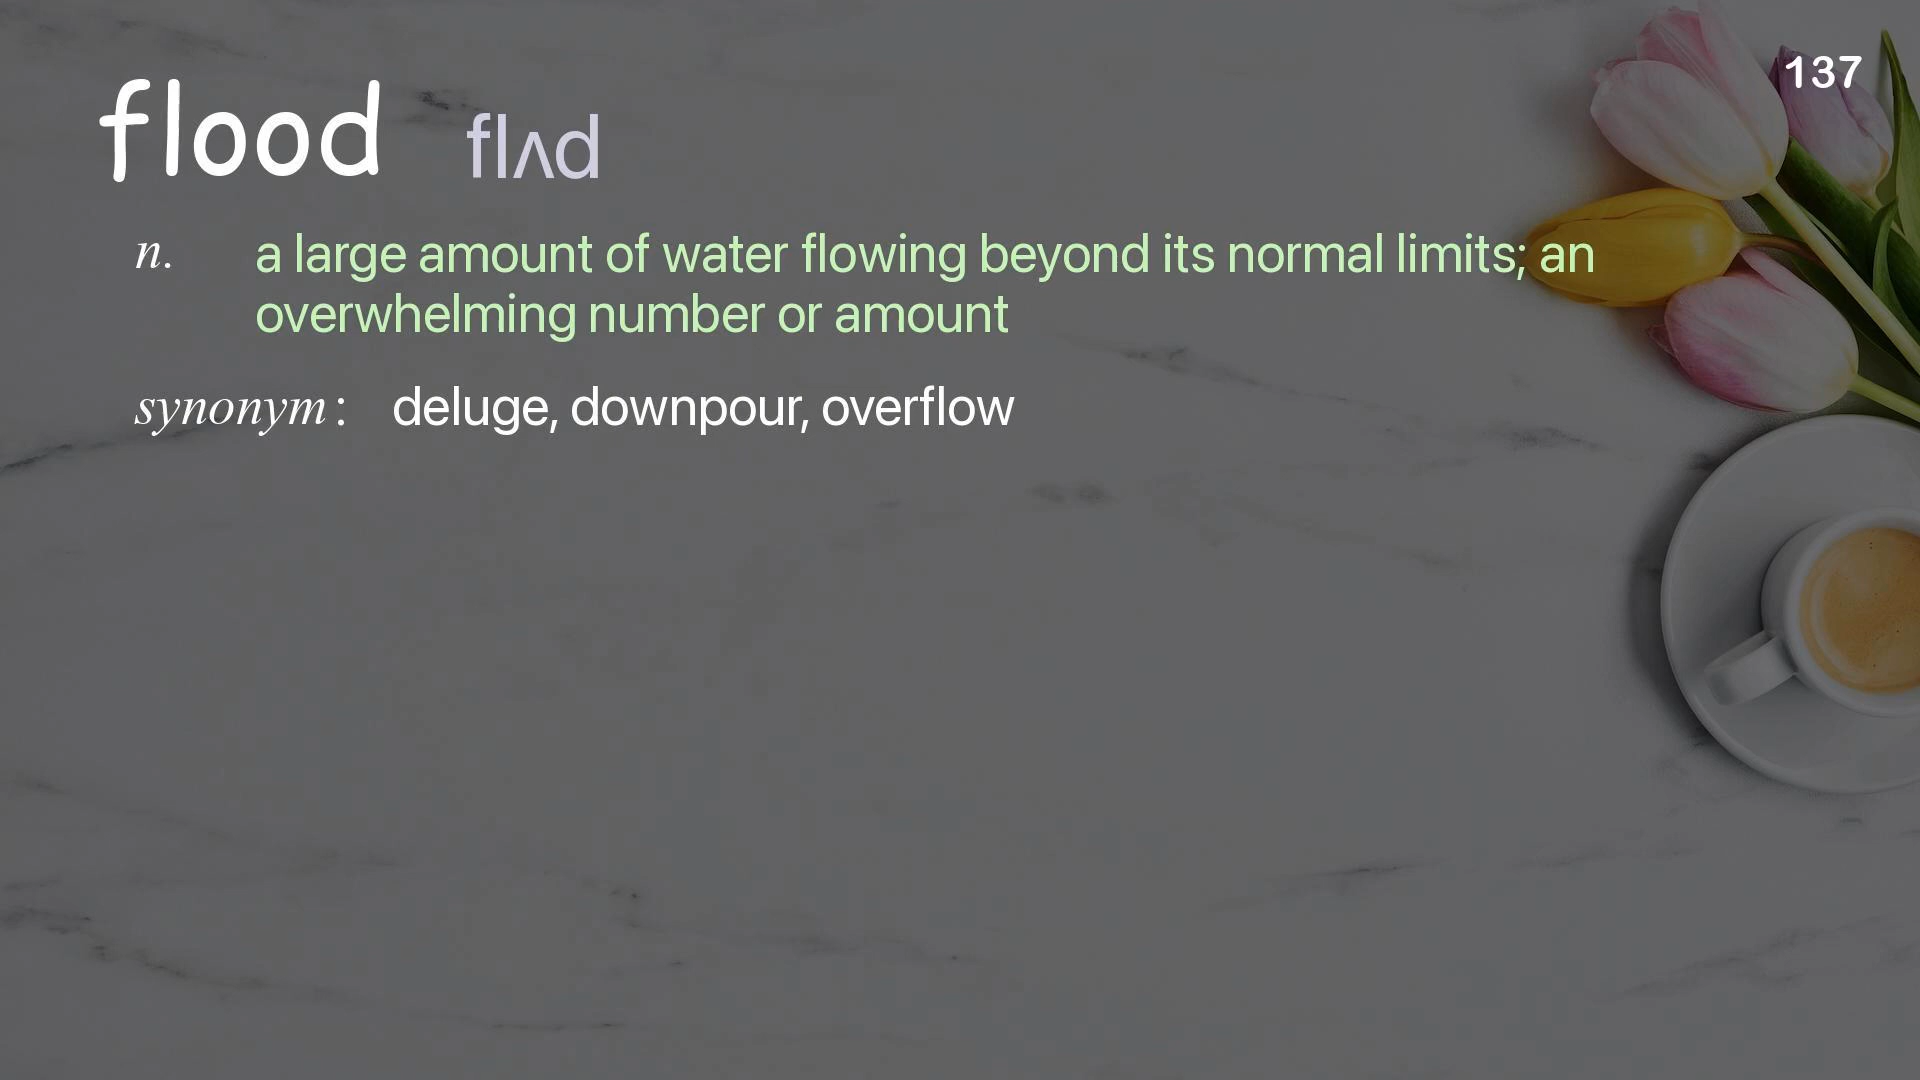 137
flood flʌd
n. a large amount of water flowing beyond its normal limits; an
overwhelming number or amount
synonym: deluge, downpour, overflow